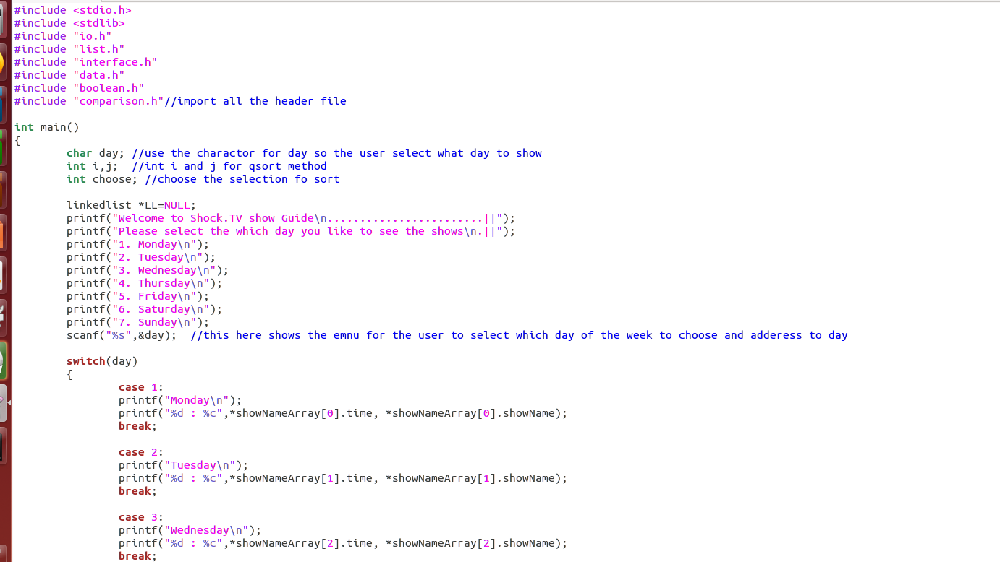 #include <stdio.h>
#include <stdlib>
#include "io.h"
#include "list.h"
#include "interface.h"
#include "data.h"
#include "boolean.h"
#include "comparison.h"//import all the header file
int main()
{
char day; //use the charactor for day so the user select what day to show
int i,j;  //int i and j for qsort method
int choose; //choose the selection fo sort
linkedlist *LL=NULL;
printf("Welcome to Shock.TV show Guide\n........................||");
printf("Please select the which day you like to see the shows\n.||");
printf("1. Monday\n");
printf("2. Tuesday\n");
printf("3. Wednesday\n");
printf("4. Thursday\n");
printf("5. Friday\n");
printf("6. Saturday\n");
printf("7. Sunday\n");
scanf("%s",&day);  //this here shows the emnu for the user to select which day of the week to choose and adderess to day
switch(day)
{
case 1:
printf("Monday\n");
printf("%d : %c",*showNameArray[0].time, *showNameArray[0].showName);
break;
case 2:
printf("Tuesday\n");
printf("%d : %c",*showNameArray[1].time, *showNameArray[1].showName);
break;
case 3:
printf("Wednesday\n");
printf("%d : %c",*showNameArray[2].time, *showNameArray[2].showName);
break;